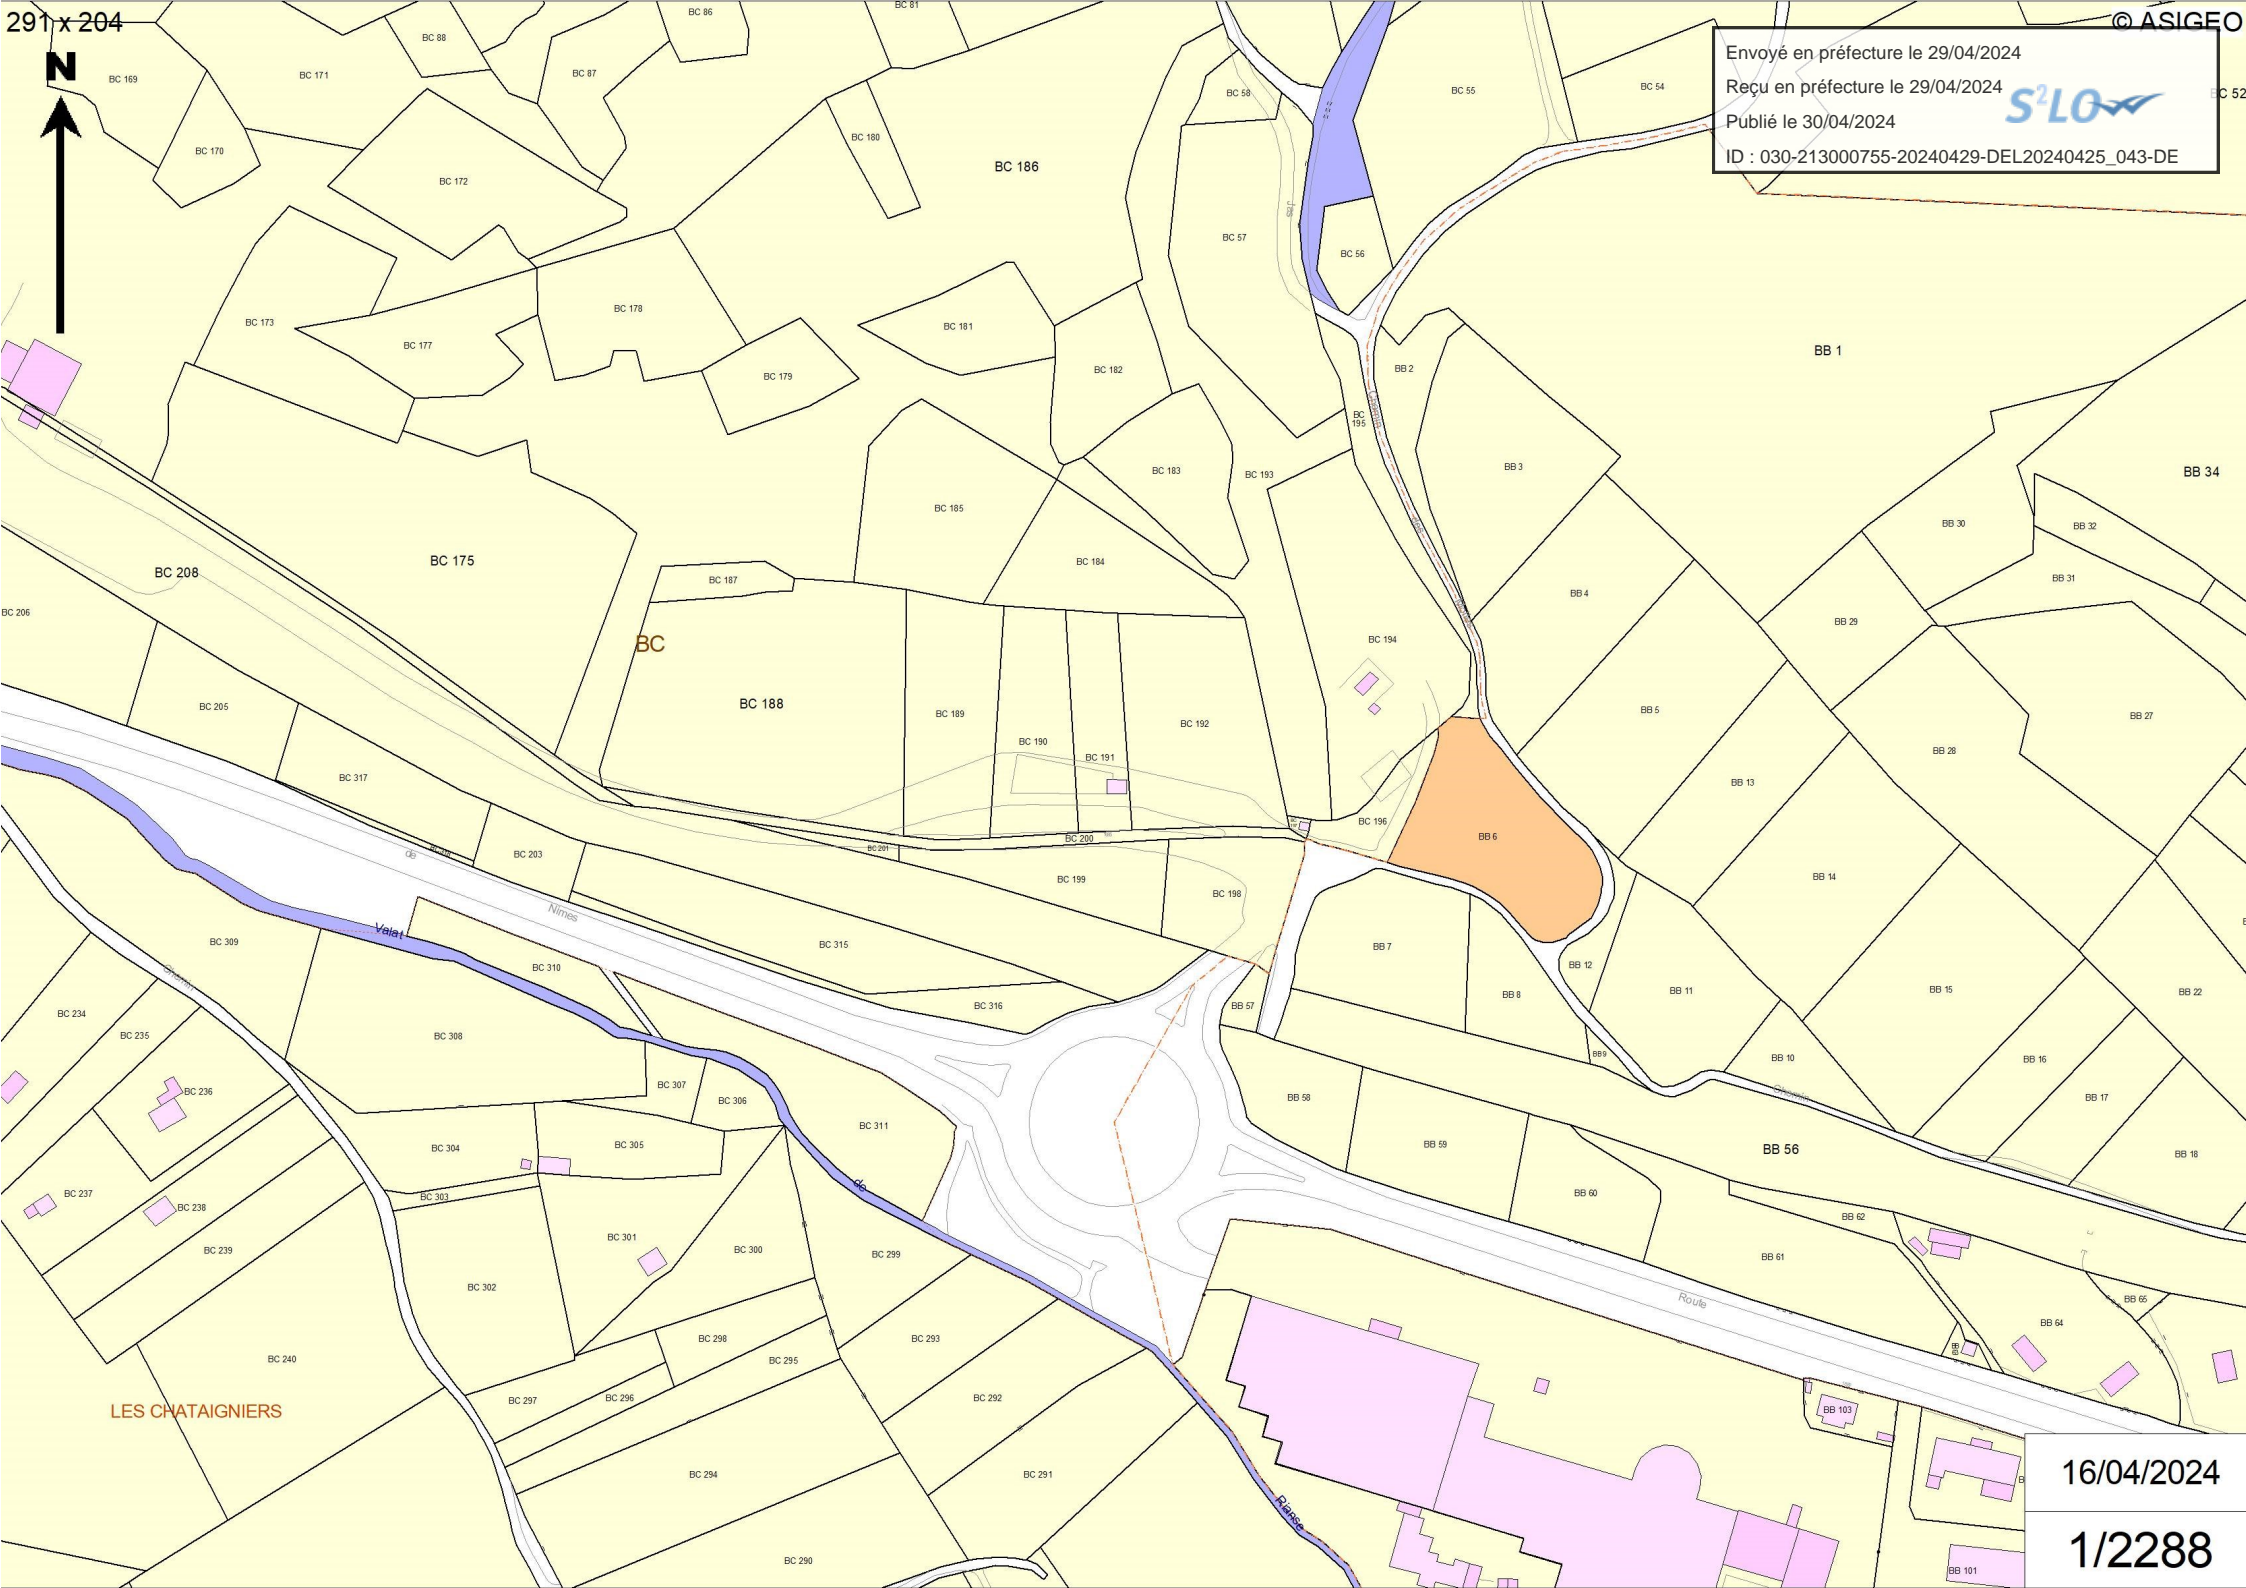 291 x 204
© ASIGEO
N
Envoyé en préfecture le 29/04/2024
Reçu en préfecture le 29/04/2024
S²LO
Publié le 30/04/2024
ID : 030-213000755-20240429-DEL20240425_043-DE
BC 81
BC 86
BC 88
BC 87
BC 171
BC 169
BC 170
BC 172
BC 180
BC 186
BC 58
BC 55
BC 54
BC 52
BC 57
BC 56
BC 173
BC 178
BC 177
BC 181
BC 179
BC 182
BB 1
BB 2
Chemin
BC
195
BC 183
BC 193
BB 3
BB 34
BC 185
BB 30
BB 32
BC 175
BC 208
BC 187
BC 184
BB 31
BB 4
BC 206
BB 29
BC
BC 194
BC 205
BC 188
BC 189
BC 192
BB 5
BB 27
BC 190
BC 191
BB 28
BC 317
BB 13
BC 196
BB 6
BC 200
BC 201
BC 203
de
BC 199
BC 198
BB 14
Nimes
Valat
BC 309
BC 315
BB 7
BC 310
BB 12
Chemin
BC 316
BB 57
BB 8
BB 11
BB 15
BB 22
BC 234
BC 235
BC 308
BB 9
BB 10
BB 16
BC 236
BC 307
BC 306
BB 58
Chemin
BB 17
BC 311
BC 304
BC 305
BB 59
BB 56
BB 18
BC 237
BC 303
de
BC 238
BB 60
BB 62
BC 239
BC 301
BC 300
BC 299
BB 61
BC 302
Route
BB 65
BB 64
BC 298
BC 293
BC 240
BC 295
BC 297
BC 296
BC 292
BB 103
LES CHATAIGNIERS
BC 294
BC 291
16/04/2024
Rianse
BC 290
1/2288
BB 101